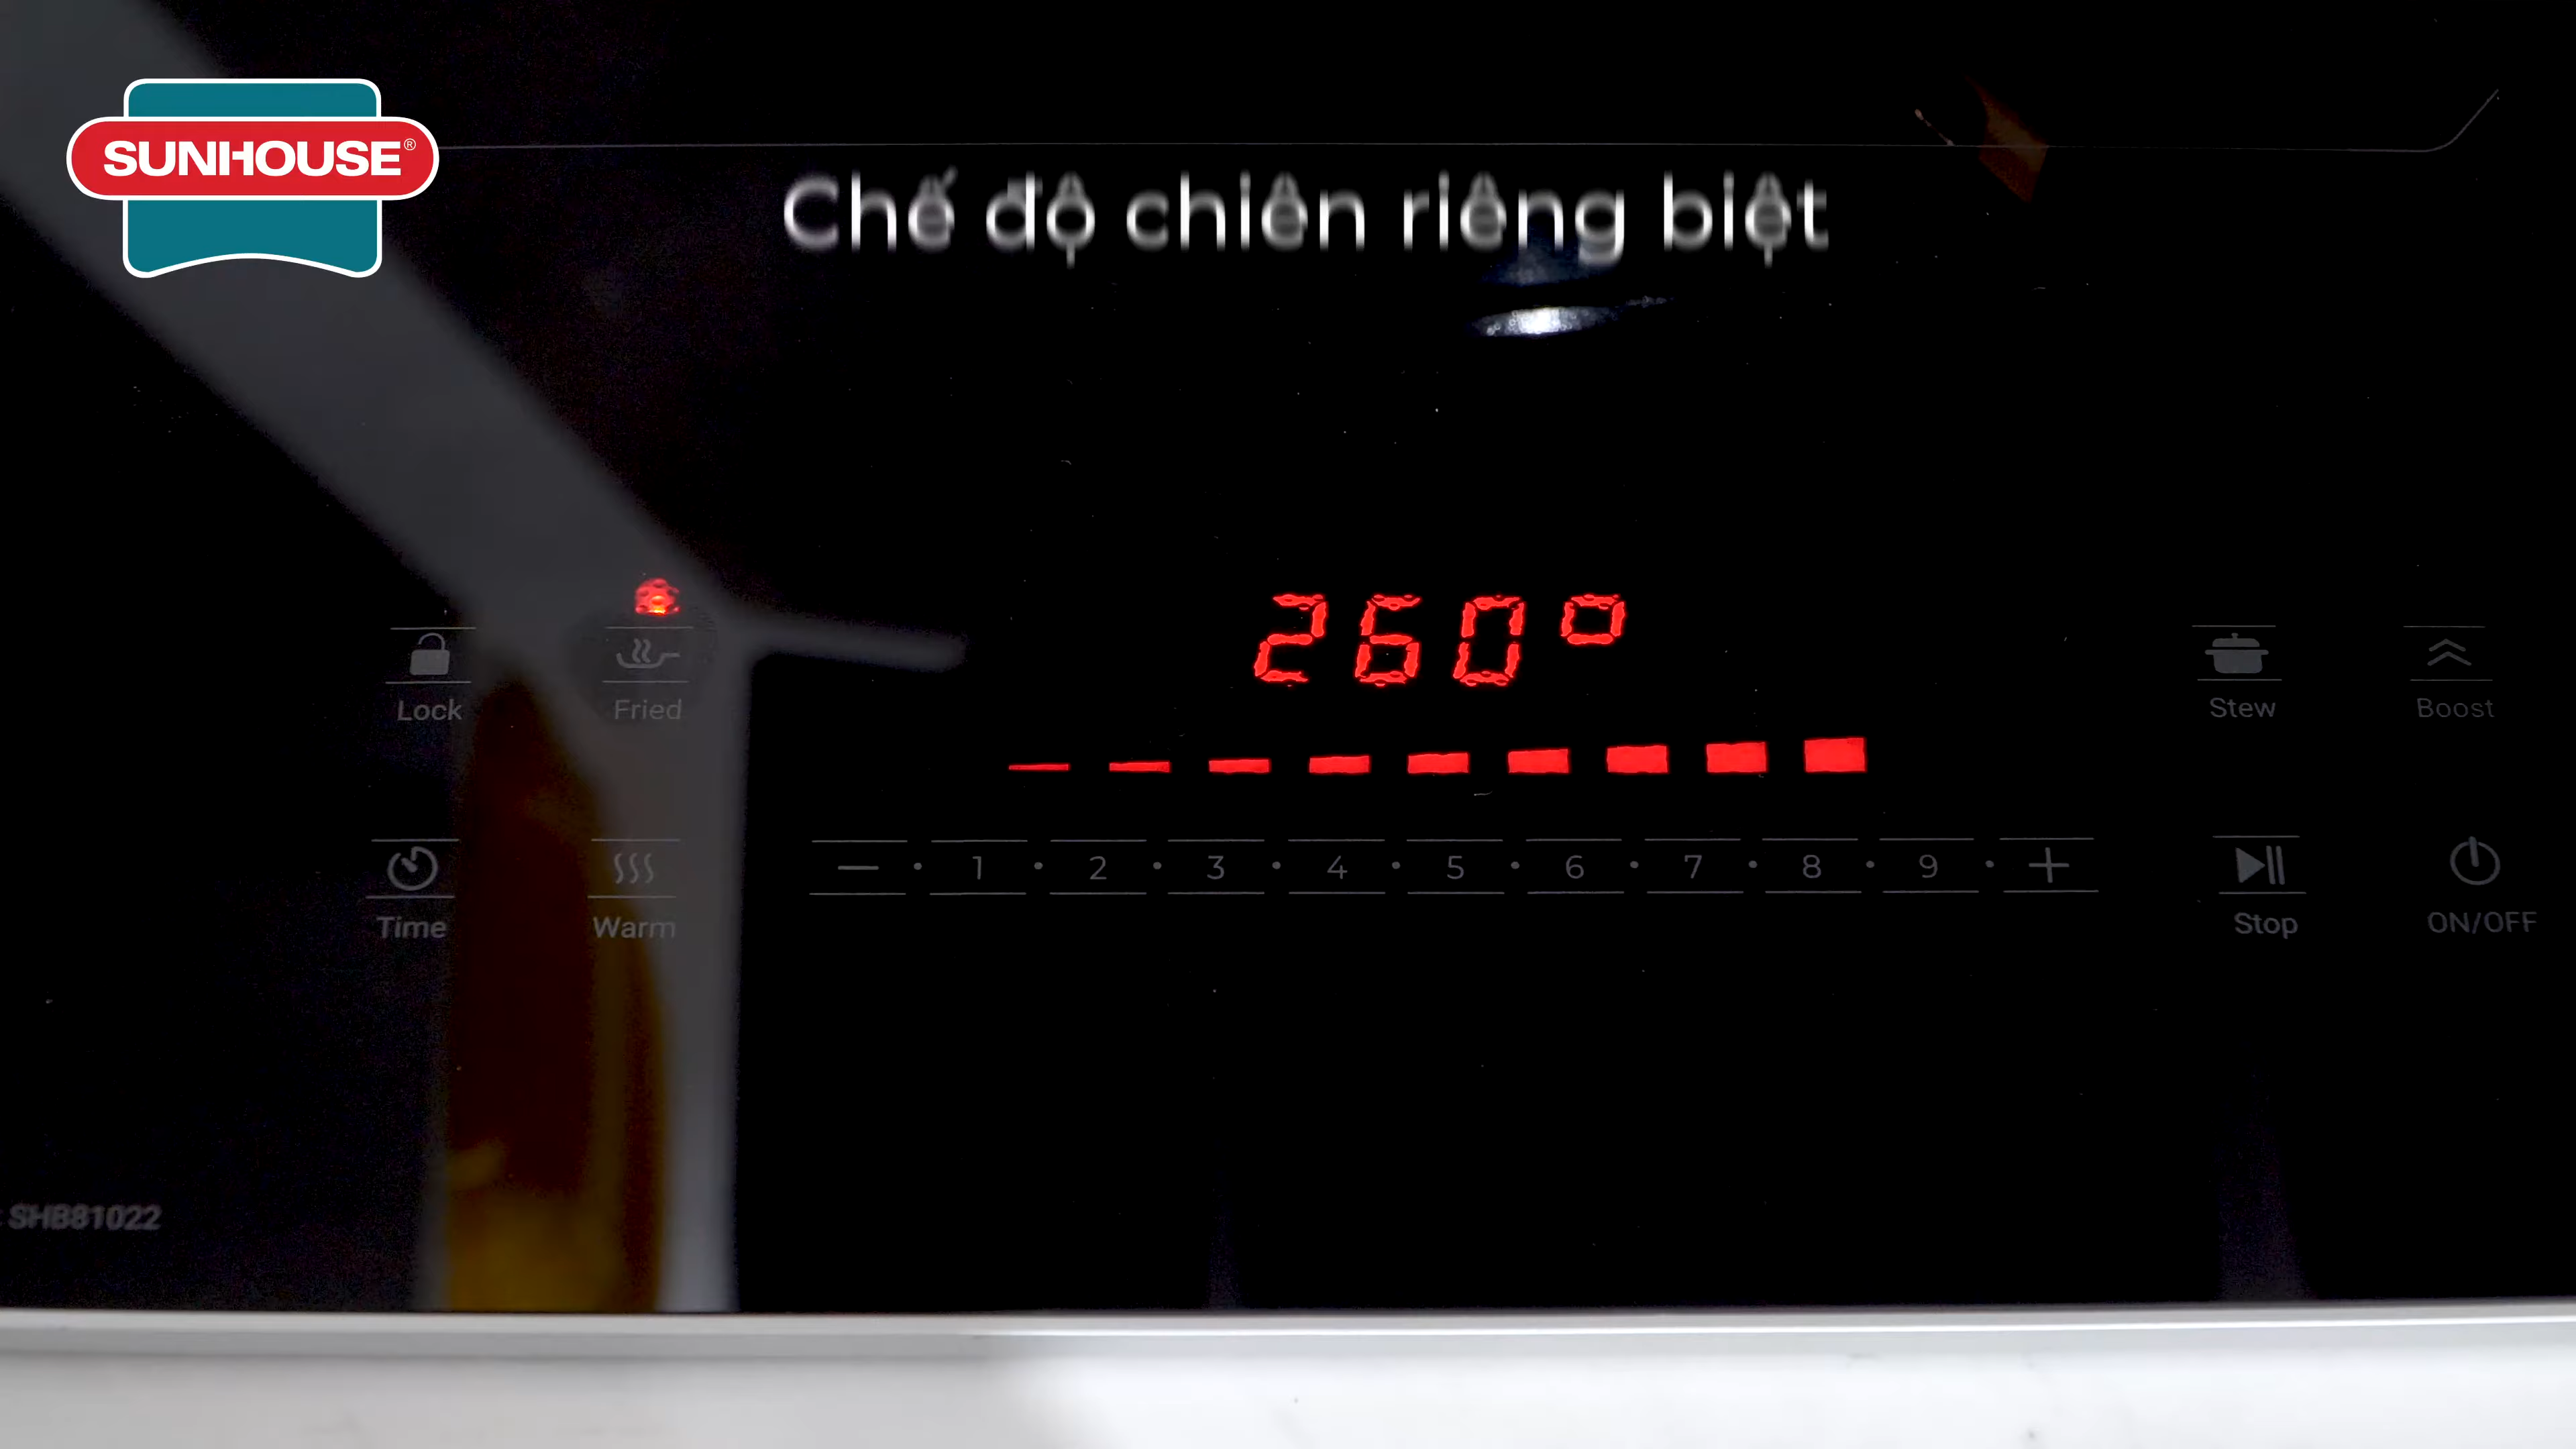 SUNHOUSE®
Chế độ chiên riêng biệt
260°
Lock
Fried
Stew
Boost
— • 1 • 2 • 3 • 4 • 5 • 6 • 7 • 8 • 9 • +
Time
Warm
Stop
ON/OFF
SHB81022